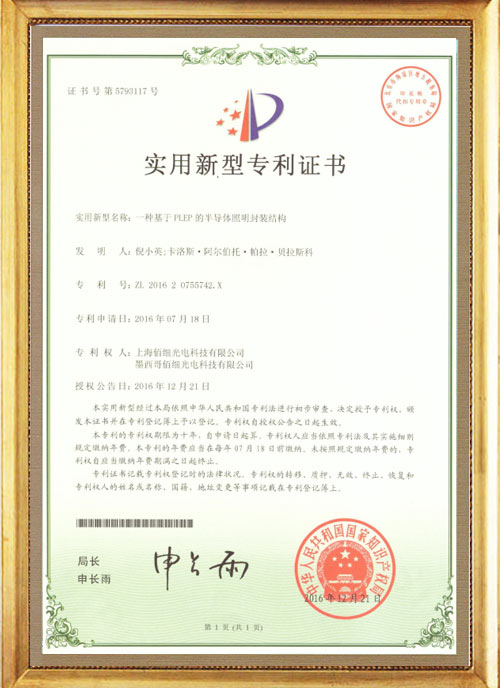 证书号第5793117号
实用新型专利证书
实用新型名称：一种基于PLEP的半导体照明封装结构
发 明 人：倪小英;卡洛斯·阿尔伯托·帕拉·贝拉斯科
专 利 号：ZL 2016 2 0755742.X
专利申请日：2016年07月18日
专 利 权 人：上海佰细光电科技有限公司
墨西哥佰细光电科技有限公司
授权公告日：2016年12月21日
本实用新型经过本局依照中华人民共和国专利法进行初步审查，决定授予专利权，颁
发本证书并在专利登记簿上予以登记。专利权自授权公告之日起生效。
本专利的专利权期限为十年，自申请日起算。专利权人应当依照专利法及其实施细则
规定缴纳年费。本专利的年费应当在每年07月18日前缴纳。未按照规定缴纳年费的，专利
权自应当缴纳年费期满之日起终止。
专利证书记载专利权登记时的法律状况。专利权的转移、质押、无效、终止、恢复和
专利权人的姓名或名称、国籍、地址变更等事项记载在专利登记簿上。
局长
申长雨
申长雨
中华人民共和国国家知识产权局
2016年12月21日
第 1 页 (共 1 页)